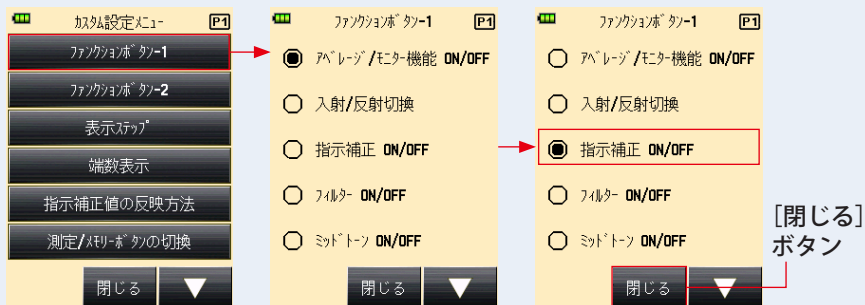 カスタム設定メニュー P1
ファンクションボタン-1
ファンクションボタン-2
表示ステップ
端数表示
指示補正値の反映方法
測定/メモリーボタンの切換
閉じる
ファンクションボタン-1 P1
アベレージ/モニター機能 ON/OFF
入射/反射切換
指示補正 ON/OFF
フィルター ON/OFF
ミッドトーン ON/OFF
閉じる
ファンクションボタン-1 P1
アベレージ/モニター機能 ON/OFF
入射/反射切換
指示補正 ON/OFF
フィルター ON/OFF
ミッドトーン ON/OFF
閉じる
[閉じる]
ボタン